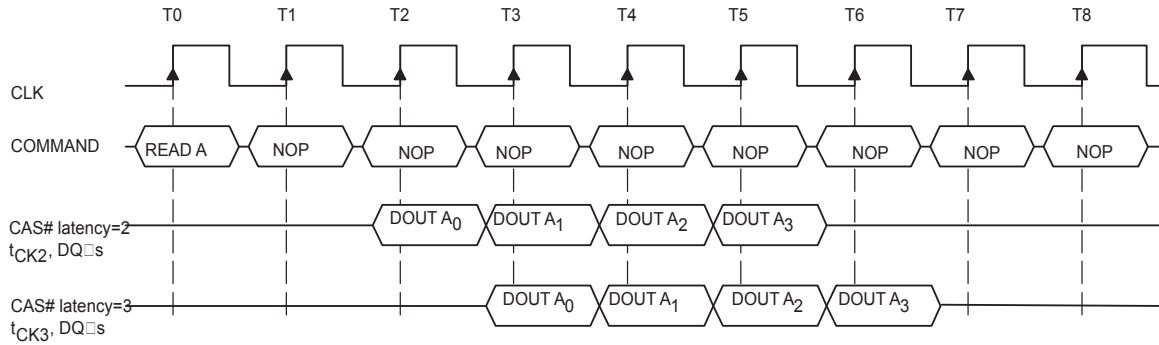 T0 T1 T2 T3 T4 T5 T6 T7 T8
CLK
COMMAND READ A NOP NOP NOP NOP NOP NOP NOP NOP
CAS# latency=2 DOUT A0 DOUT A1 DOUT A2 DOUT A3
tCK2, DQ□s
CAS# latency=3 DOUT A0 DOUT A1 DOUT A2 DOUT A3
tCK3, DQ□s